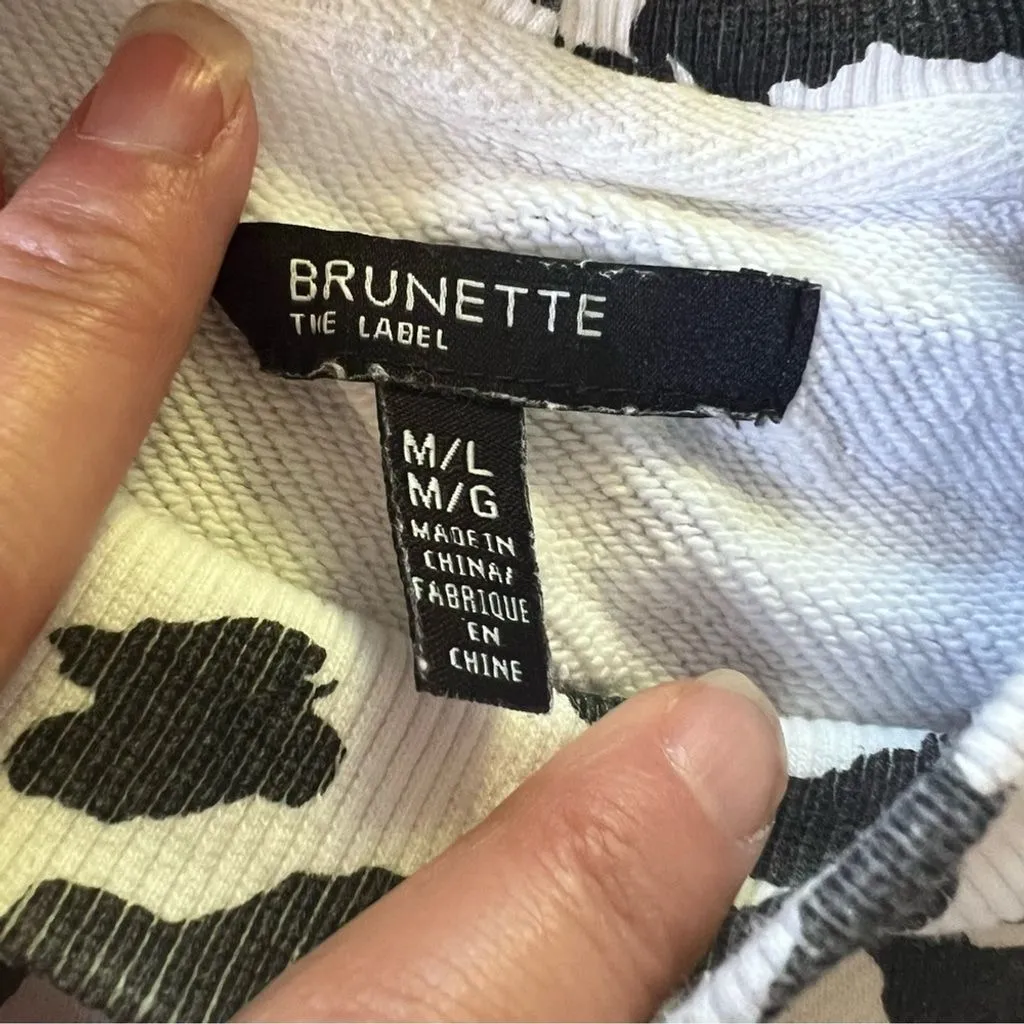 BRUNETTE
THE LABEL
M/L
M/G
MADE IN
CHINA/
FABRIQUE
EN
CHINE